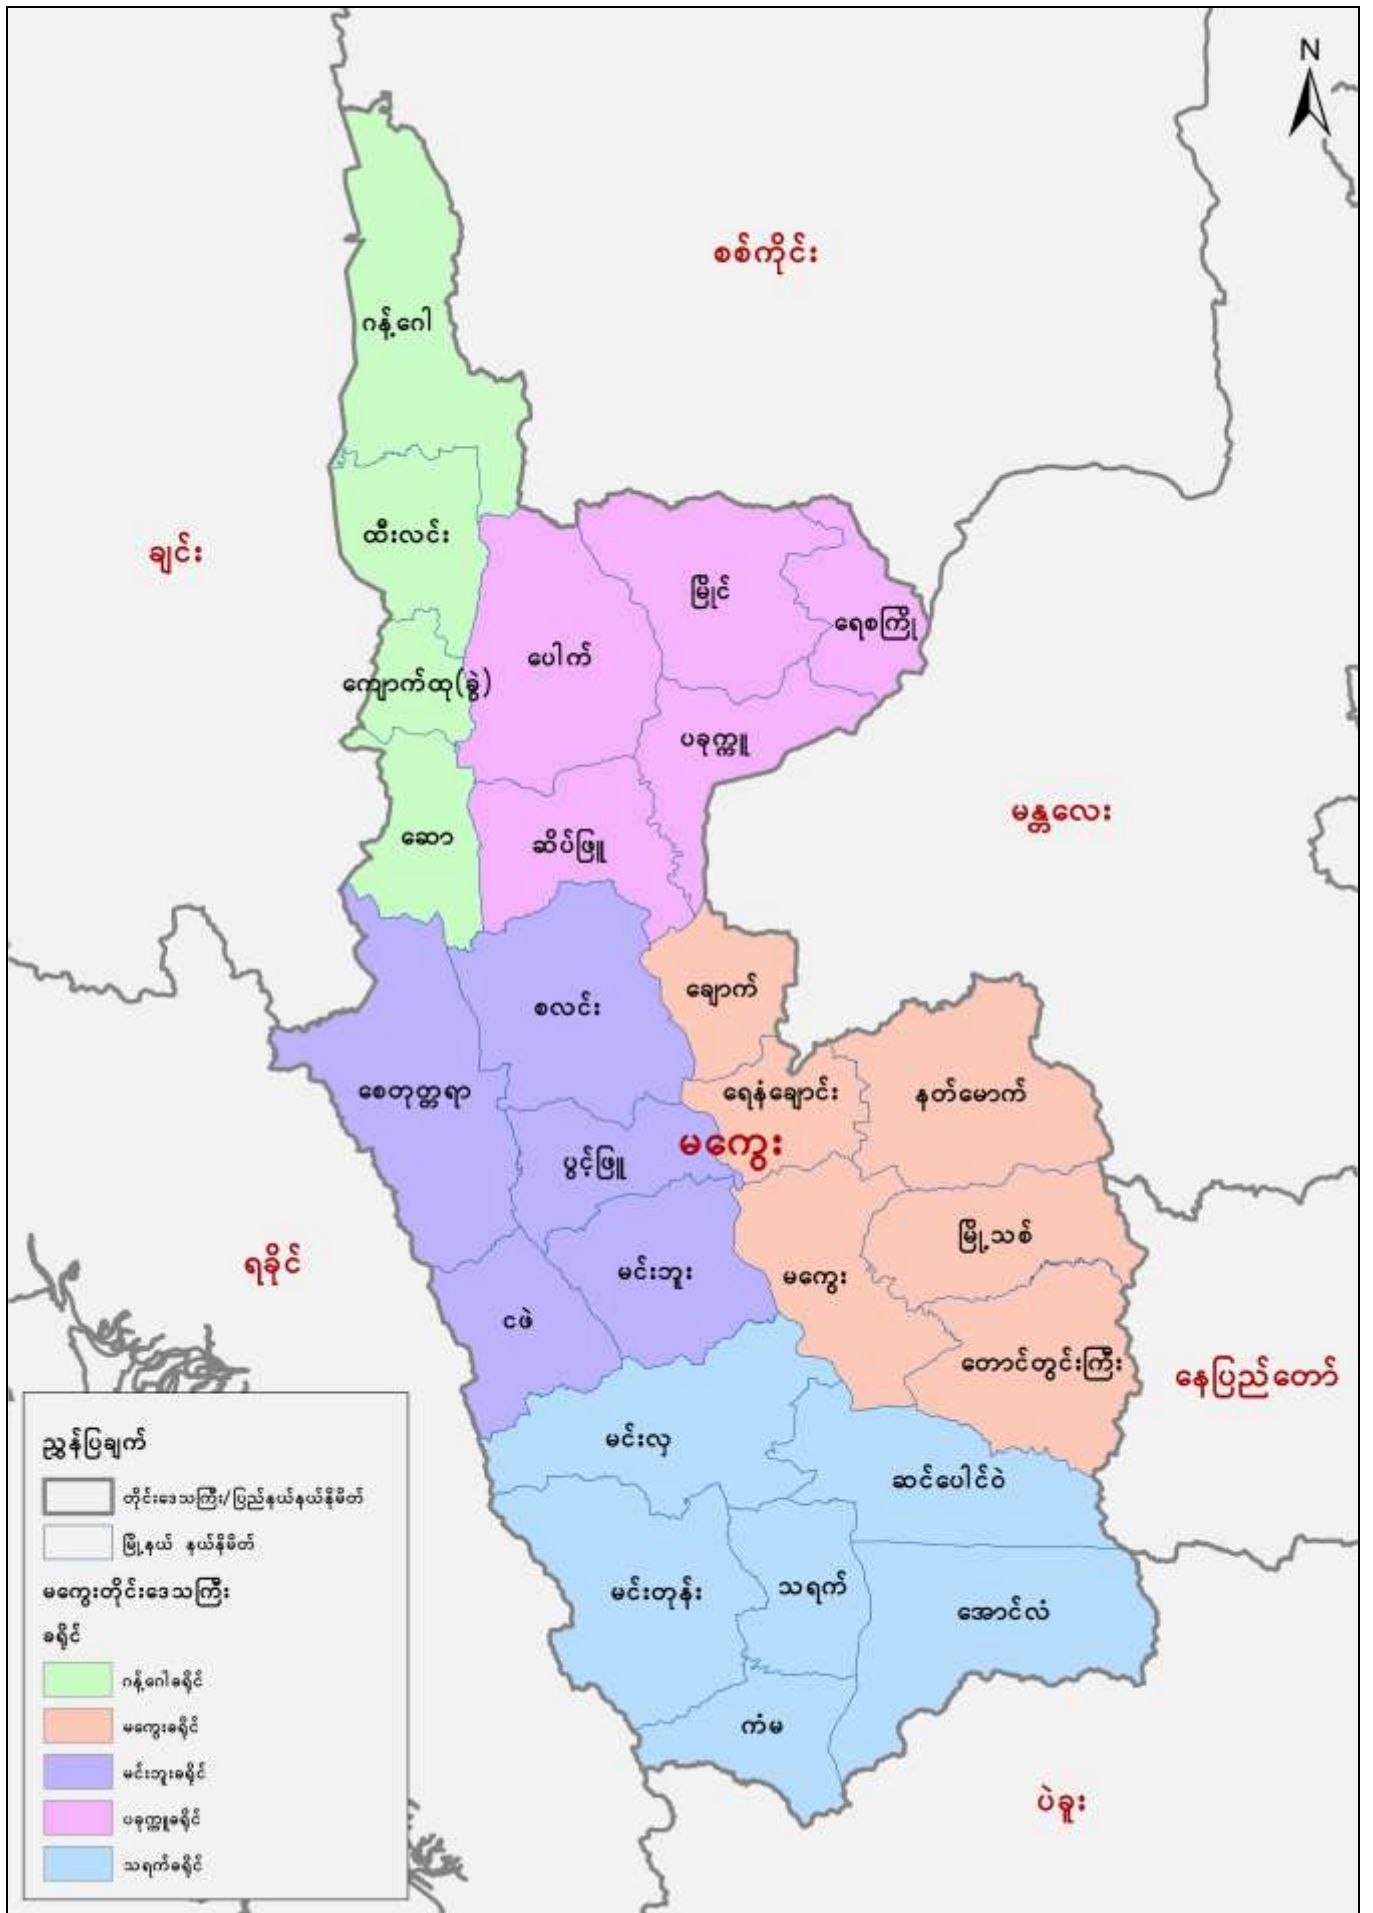 N
စစ်ကိုင်း
ဂန့်ဂေါ
ထီးလင်း
ချင်း
မြိုင်
ရေစကြို
ပေါက်
ကျောက်ထု(ခွဲ)
ပခုက္ကူ
မန္တလေး
ဆော
ဆိပ်ဖြူ
ချောက်
စလင်း
စေတုတ္တရာ
ရေနံချောင်း
နတ်မောက်
မကွေး
ပွင့်ဖြူ
မြို့သစ်
ရခိုင်
မင်းဘူး
မကွေး
ငဖဲ
တောင်တွင်းကြီး
နေပြည်တော်
မင်းလှ
ဆင်ပေါင်ဝဲ
မင်းတုန်း
သရက်
အောင်လံ
ကံမ
ပဲခူး
ညွှန်ပြချက်
တိုင်းဒေသကြီး/ပြည်နယ်နယ်နိမိတ်
မြို့နယ် နယ်နိမိတ်
မကွေးတိုင်းဒေသကြီး
ခရိုင်
ဂန့်ဂေါခရိုင်
မကွေးခရိုင်
မင်းဘူးခရိုင်
ပခုက္ကူခရိုင်
သရက်ခရိုင်